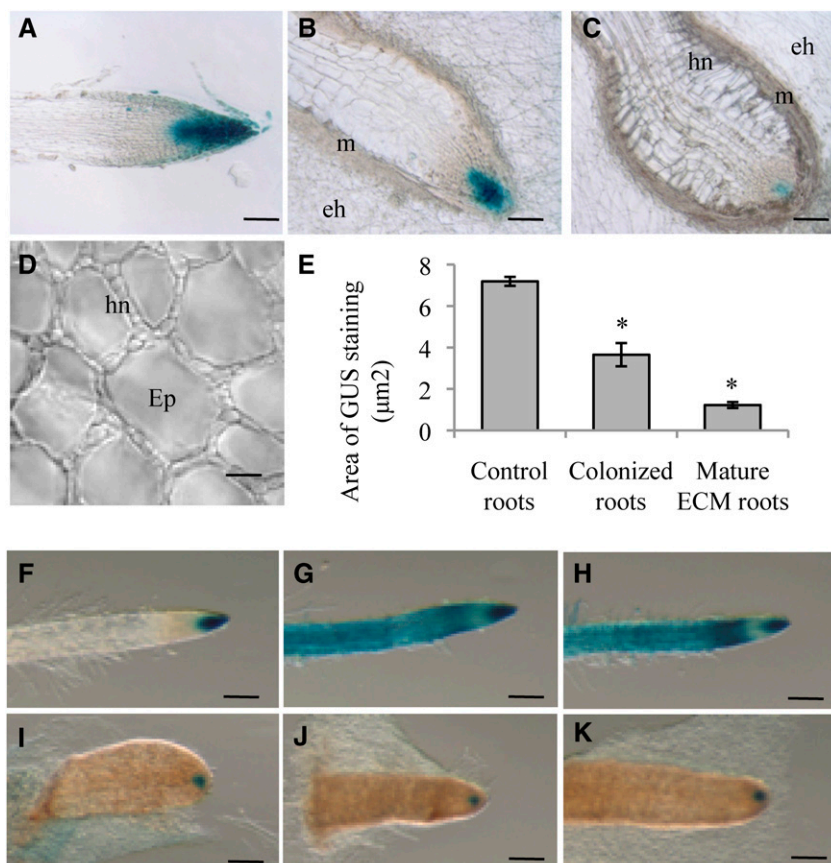 A
B
C
m
eh
hn
m
eh
D
hn
Ep
E
Area of GUS staining
(µm2)
8
6
4
2
0
*
*
Control
roots
Colonized
roots
Mature
ECM roots
F
G
H
I
J
K